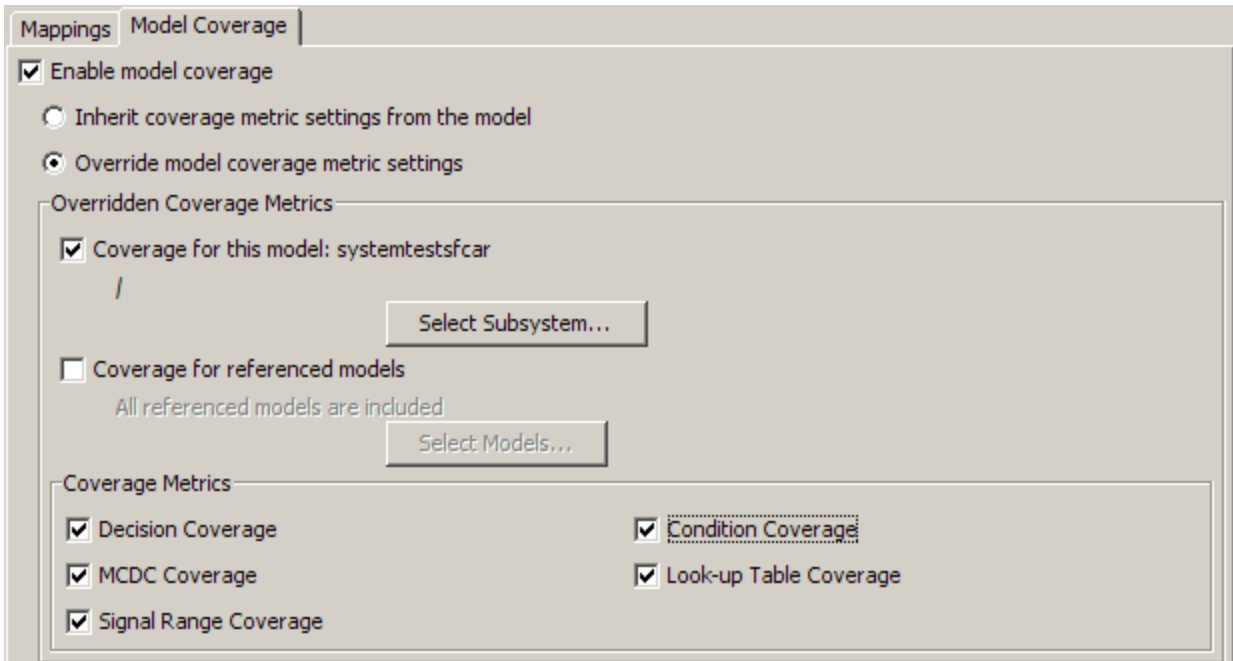 Mappings
Model Coverage
Enable model coverage
Inherit coverage metric settings from the model
Override model coverage metric settings
Overridden Coverage Metrics
Coverage for this model: systemtestsfcar
/
Select Subsystem...
Coverage for referenced models
All referenced models are included
Select Models...
Coverage Metrics
Decision Coverage
Condition Coverage
MCDC Coverage
Look-up Table Coverage
Signal Range Coverage